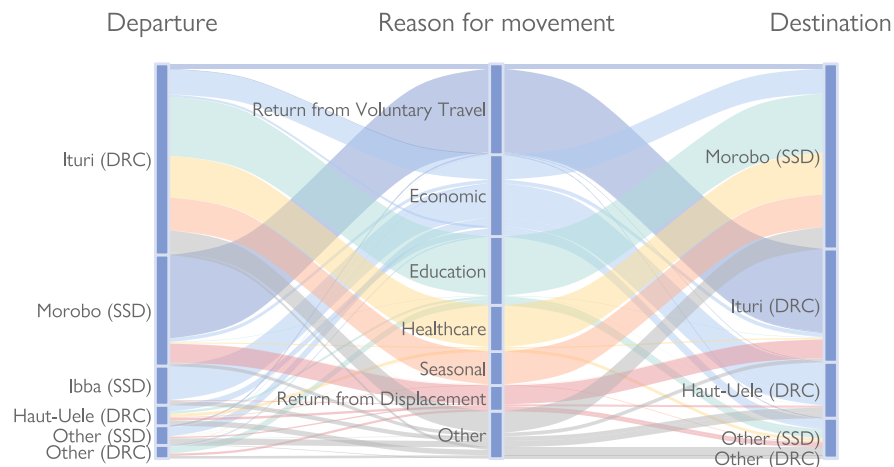 Departure
Reason for movement
Destination
Return from Voluntary Travel
Ituri (DRC)
Morobo (SSD)
Economic
Education
Morobo (SSD)
Ituri (DRC)
Healthcare
Seasonal
Ibba (SSD)
Haut-Uele (DRC)
Return from Displacement
Haut-Uele (DRC)
Other (SSD)
Other
Other (SSD)
Other (DRC)
Other (DRC)